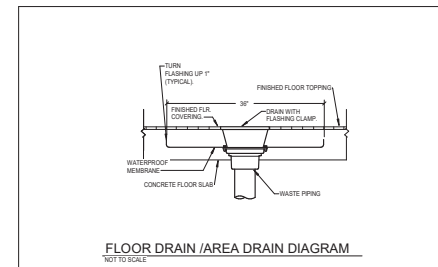 TURN
FLASHING UP 1"
(TYPICAL).
FINISHED FLOOR TOPPING
36"
FINISHED FLR.
COVERING.
DRAIN WITH
FLASHING CLAMP.
WATERPROOF
MEMBRANE
CONCRETE FLOOR SLAB
WASTE PIPING
FLOOR DRAIN /AREA DRAIN DIAGRAM
NOT TO SCALE